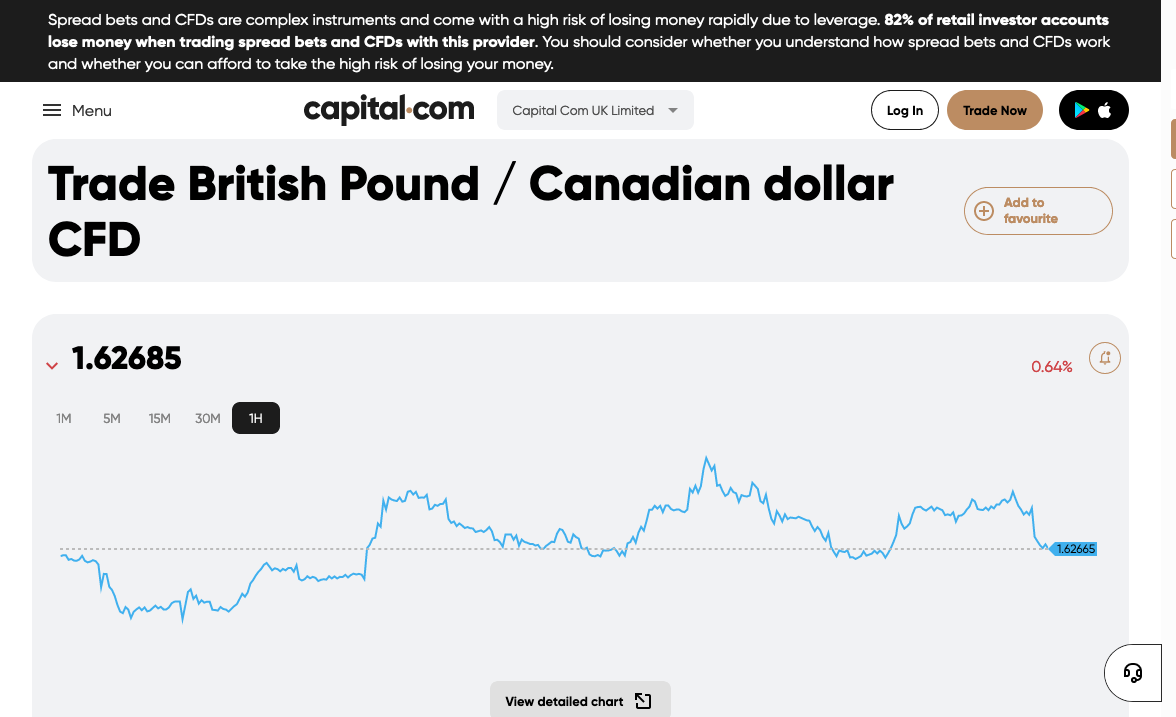 Spread bets and CFDs are complex instruments and come with a high risk of losing money rapidly due to leverage. 82% of retail investor accounts
lose money when trading spread bets and CFDs with this provider. You should consider whether you understand how spread bets and CFDs work
and whether you can afford to take the high risk of losing your money.
Menu
capital.com
Capital Com UK Limited
Log In
Trade Now
Trade British Pound / Canadian dollar
CFD
Add to
favourite
1.62685
0.64%
1M
5M
15M
30M
1H
1.62665
View detailed chart